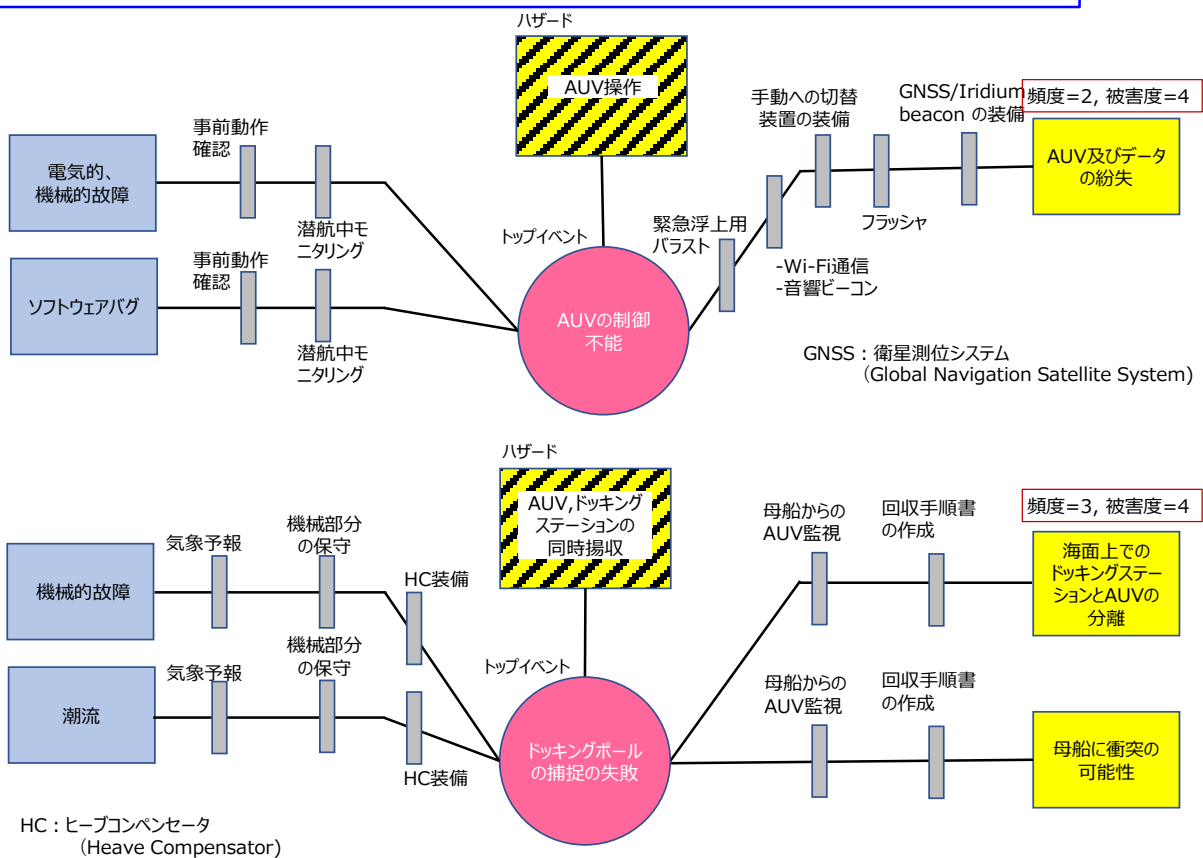 ハザード
AUV操作
頻度=2, 被害度=4
GNSS/Iridium
beacon の装備
手動への切替
装置の装備
事前動作
確認
電気的、
機械的故障
AUV及びデータ
の紛失
潜航中モ
ニタリング
トップイベント
緊急浮上用
バラスト
フラッシャ
事前動作
確認
-Wi-Fi通信
-音響ビーコン
ソフトウェアバグ
AUVの制御
不能
潜航中モ
ニタリング
GNSS：衛星測位システム
（Global Navigation Satellite System)
ハザード
AUV,ドッキング
ステーションの
同時揚収
頻度=3, 被害度=4
母船からの
AUV監視
回収手順書
の作成
気象予報
機械部分
の保守
HC装備
機械的故障
海面上での
ドッキングステー
ションとAUVの
分離
気象予報
機械部分
の保守
トップイベント
母船からの
AUV監視
回収手順書
の作成
潮流
HC装備
ドッキングポール
の捕捉の失敗
母船に衝突の
可能性
HC：ヒーブコンペンセータ
（Heave Compensator)